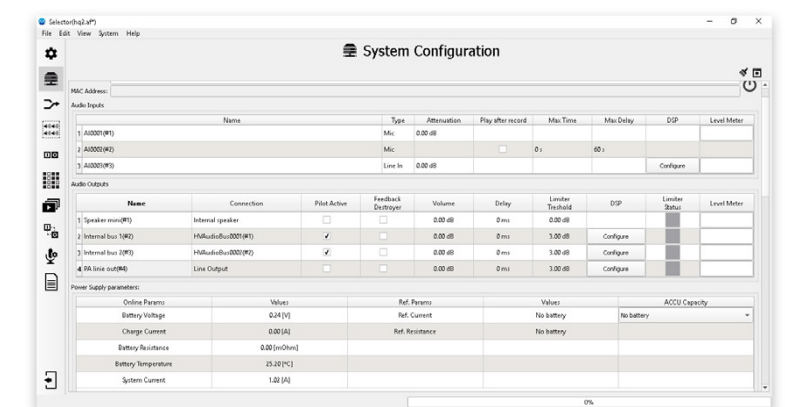 Selector(hq2.af*)
File Edit View System Help
System Configuration
MAC Address:
Audio Inputs
Name Type Attenuation Play after record Max Time Max Delay DSP Level Meter
1 AI0001(#1) Mic 0.00 dB
2 AI0002(#2) Mic 0 s 60 s
3 AI0003(#3) Line In 0.00 dB Configure
Audio Outputs
Name Connection Pilot Active Feedback Destroyer Volume Delay Limiter Treshold DSP Limiter Status Level Meter
1 Speaker mini(#1) Internal speaker 0.00 dB 0 ms 0.00 dB
2 Internal bus 1(#2) HVAudioBus0001(#1) 0.00 dB 0 ms 3.00 dB Configure
3 Internal bus 2(#3) HVAudioBus0002(#2) 0.00 dB 0 ms 3.00 dB Configure
4 PA linie out(#4) Line Output 0.00 dB 0 ms 3.00 dB Configure
Power Supply parameters:
Online Params Values Ref. Params Values ACCU Capacity
Battery Voltage 0.24 [V] Ref. Current No battery No battery
Charge Current 0.00 [A] Ref. Resistance No battery
Battery Resistance 0.00 [mOhm]
Battery Temperature 25.20 [°C]
System Current 1.02 [A]
0%